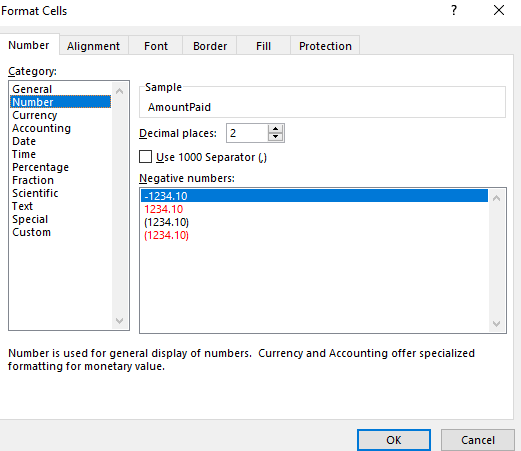 Format Cells
?
Number
Alignment
Font
Border
Fill
Protection
Category:
General
Number
Currency
Accounting
Date
Time
Percentage
Fraction
Scientific
Text
Special
Custom
Sample
AmountPaid
Decimal places: 2
Use 1000 Separator (,)
Negative numbers:
-1234.10
1234.10
(1234.10)
(1234.10)
Number is used for general display of numbers.  Currency and Accounting offer specialized
formatting for monetary value.
OK
Cancel